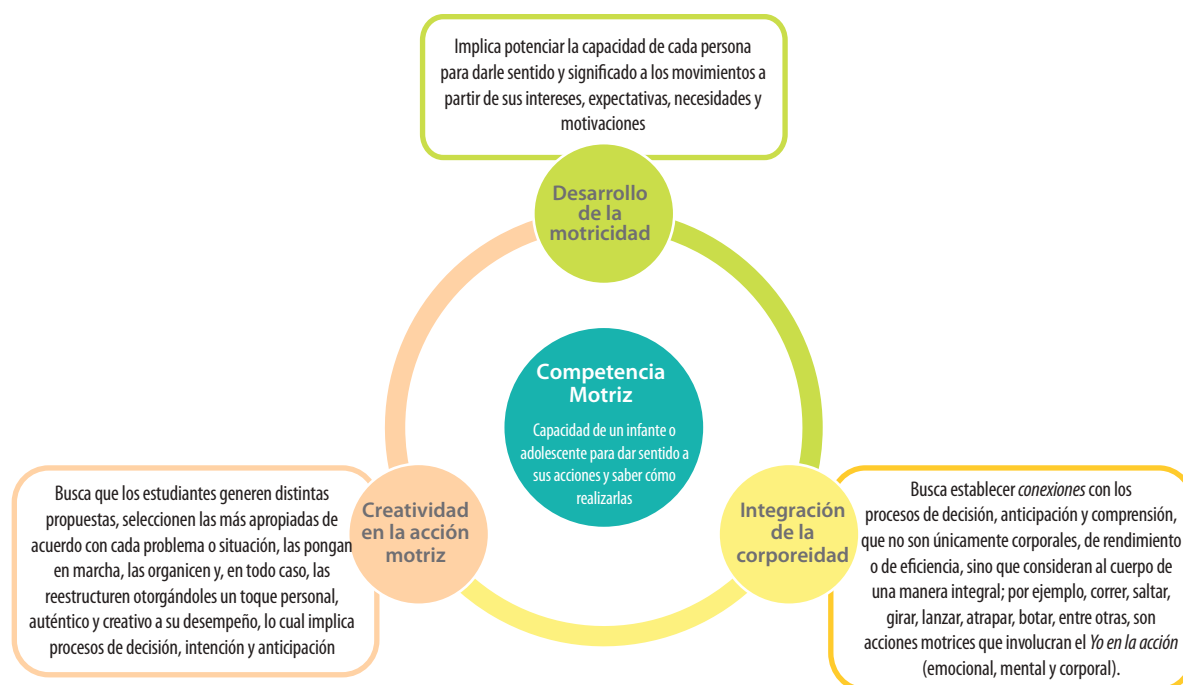 Implica potenciar la capacidad de cada persona
para darle sentido y significado a los movimientos a
partir de sus intereses, expectativas, necesidades y
motivaciones
Desarrollo
de la
motricidad
Competencia
Motriz
Capacidad de un infante o
adolescente para dar sentido a
sus acciones y saber cómo
realizarlas
Busca que los estudiantes generen distintas
propuestas, seleccionen las más apropiadas de
acuerdo con cada problema o situación, las pongan
en marcha, las organicen y, en todo caso, las
reestructuren otorgándoles un toque personal,
auténtico y creativo a su desempeño, lo cual implica
procesos de decisión, intención y anticipación
Creatividad
en la acción
motriz
Integración
de la
corporeidad
Busca establecer conexiones con los
procesos de decisión, anticipación y comprensión,
que no son únicamente corporales, de rendimiento
o de eficiencia, sino que consideran al cuerpo de
una manera integral; por ejemplo, correr, saltar,
girar, lanzar, atrapar, botar, entre otras, son
acciones motrices que involucran el Yo en la acción
(emocional, mental y corporal).